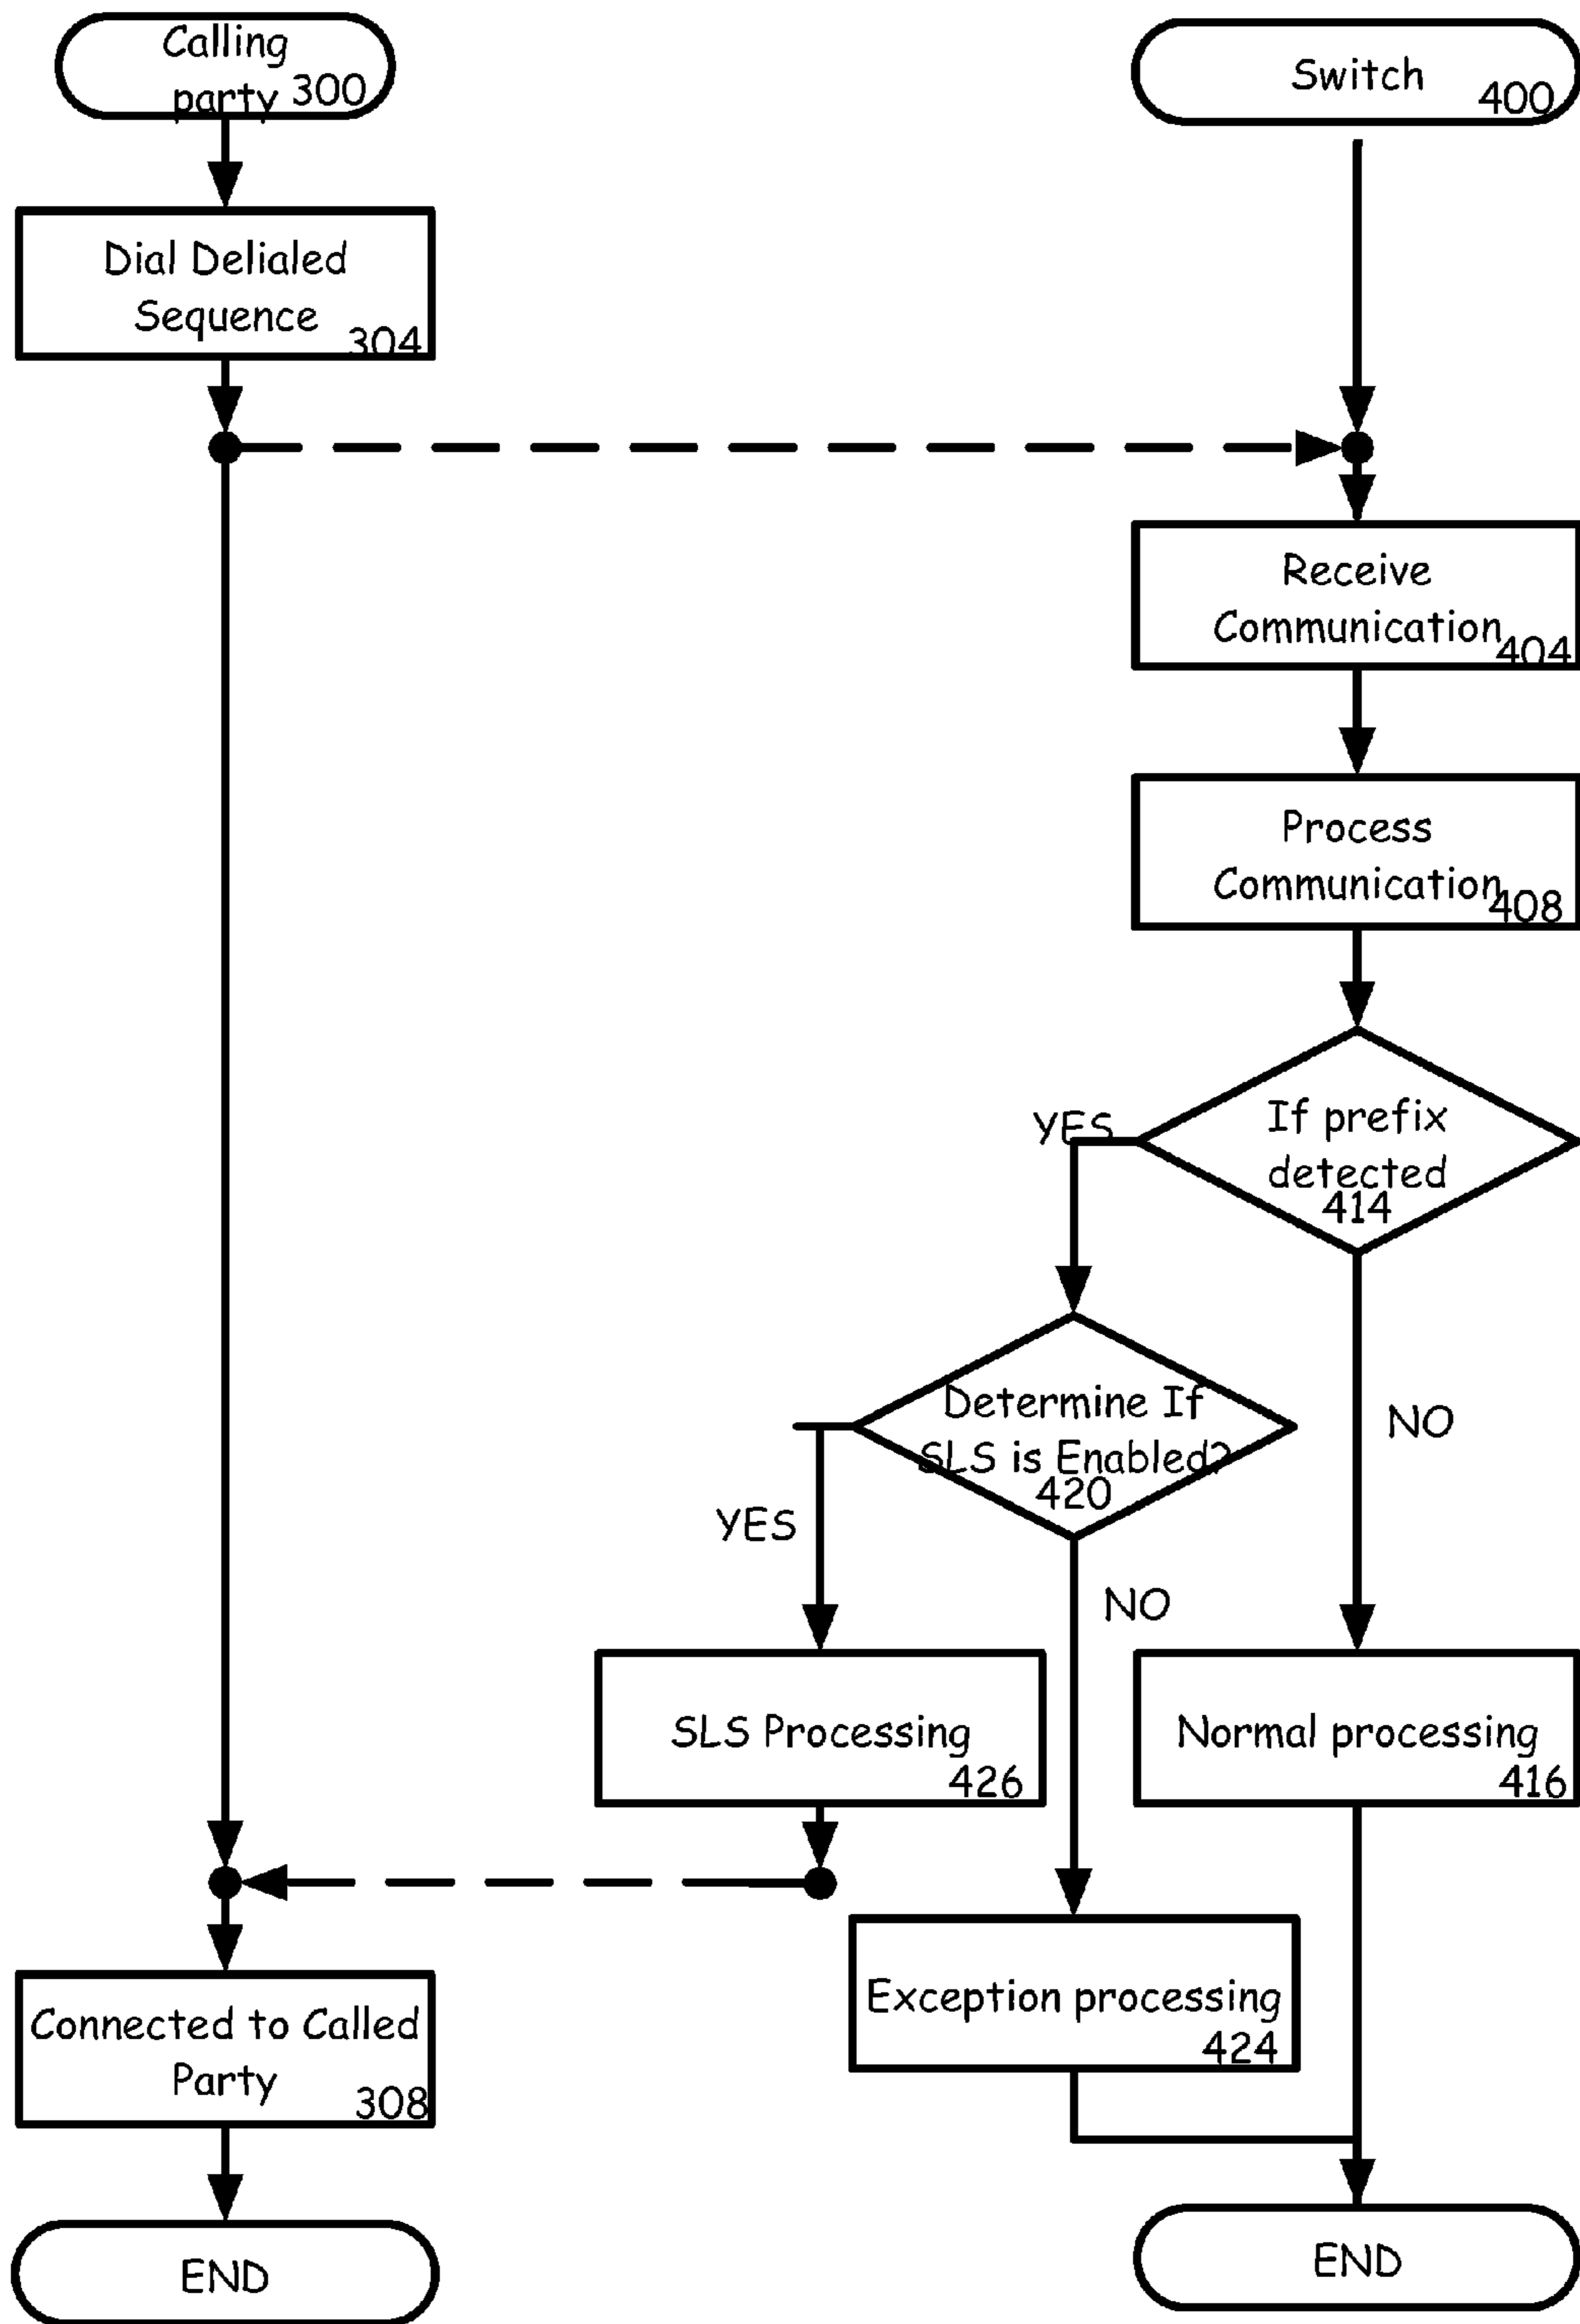 Calling
party 300
Switch
400
Dial Delialed
Sequence
304
Receive
Communication
404
Process
Communication
408
YES
If prefix
detected
414
Determine If
SLS is Enabled?
420
NO
YES
NO
SLS Processing
426
Normal processing
416
Exception processing
424
Connected to Called
Party
308
END
END